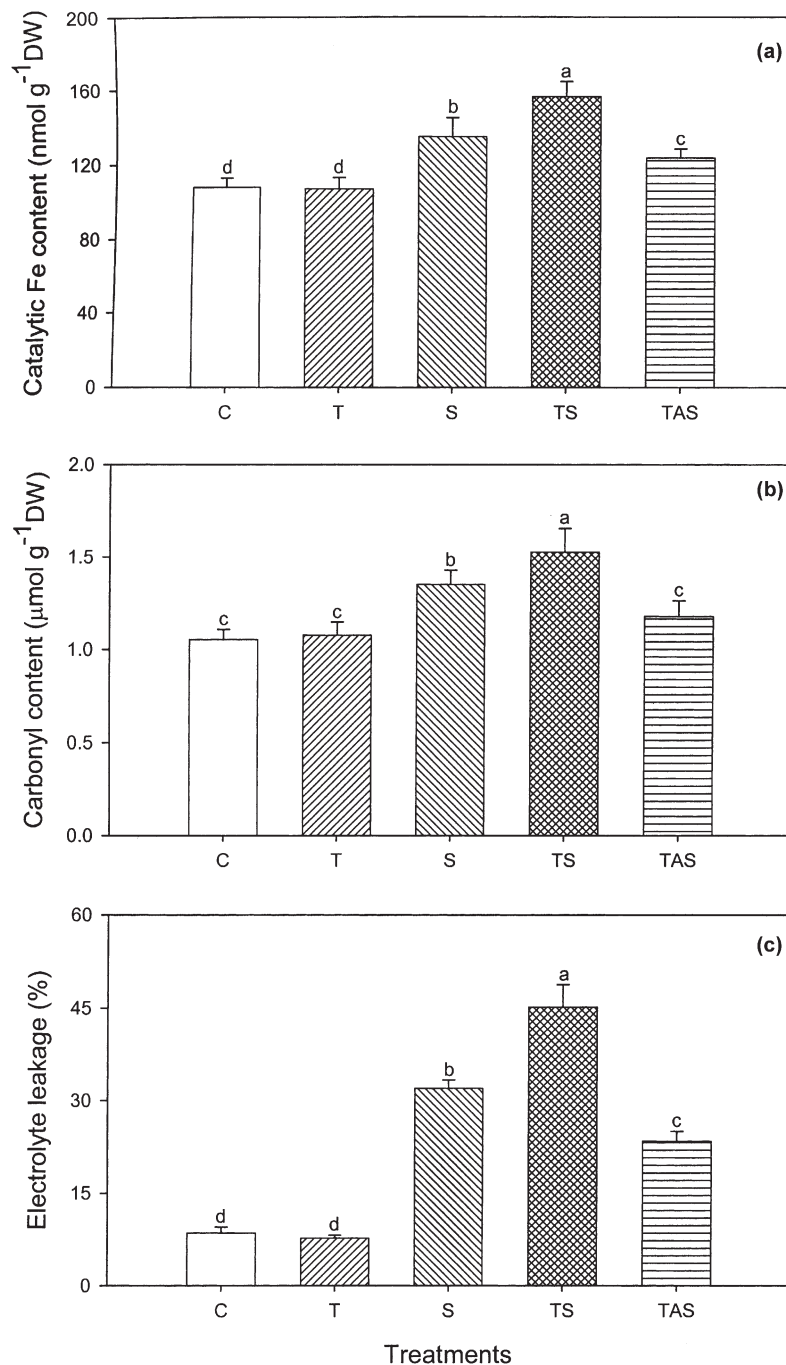 Catalytic Fe content (nmol g⁻¹DW)
200
160
120
80
40
0
(a)
d
d
b
a
c
C T S TS TAS
Carbonyl content (μmol g⁻¹DW)
2.0
1.5
1.0
0.5
0.0
(b)
c
c
b
a
c
C T S TS TAS
Electrolyte leakage (%)
60
45
30
15
0
(c)
d
d
b
a
c
C T S TS TAS
Treatments